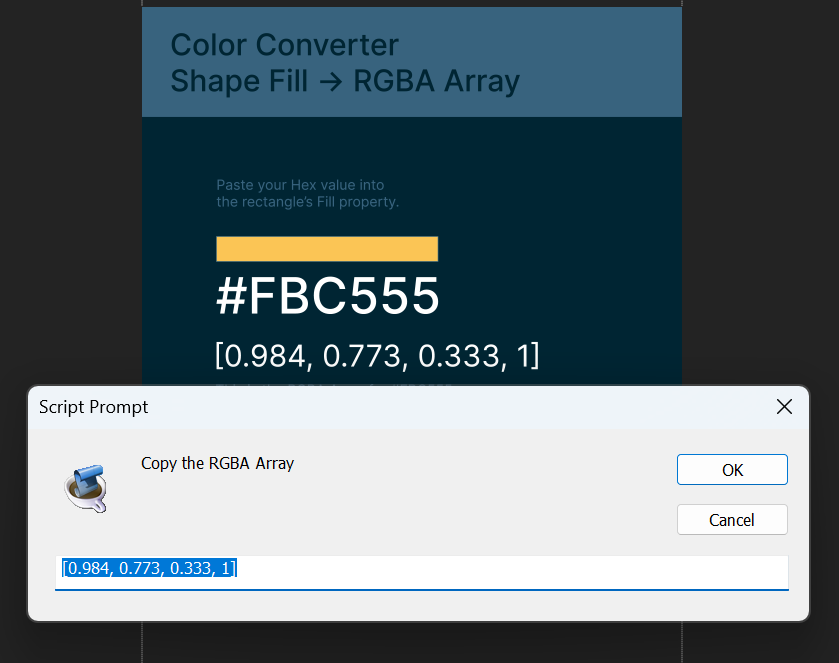 Color Converter
Shape Fill → RGBA Array
Paste your Hex value into
the rectangle's Fill property.
#FBC555
[0.984, 0.773, 0.333, 1]
Script Prompt
Copy the RGBA Array
OK
Cancel
[0.984, 0.773, 0.333, 1]